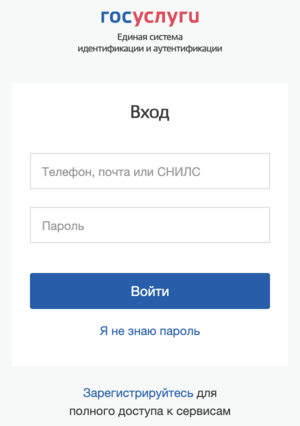 госуслуги
Единая система
идентификации и аутентификации
Вход
Телефон, почта или СНИЛС
Пароль
Войти
Я не знаю пароль
Зарегистрируйтесь для
полного доступа к сервисам